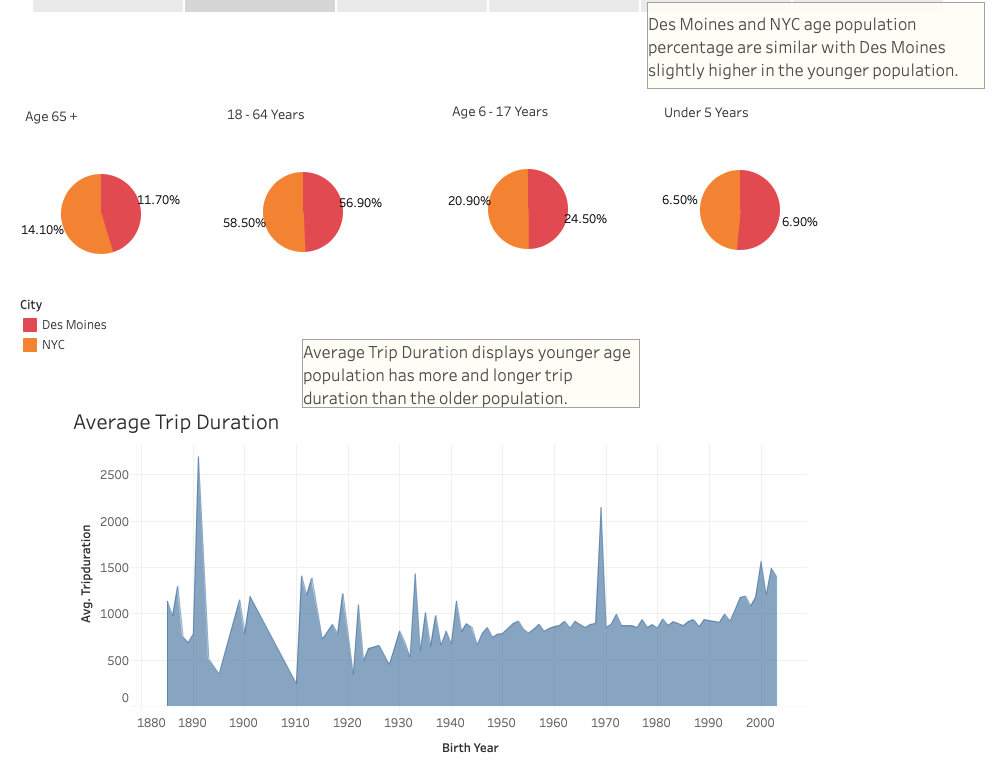 Des Moines and NYC age population
percentage are similar with Des Moines
slightly higher in the younger population.
Age 65 +
18 - 64 Years
Age 6 - 17 Years
Under 5 Years
11.70%
14.10%
56.90%
58.50%
20.90%
24.50%
6.50%
6.90%
City
Des Moines
NYC
Average Trip Duration displays younger age
population has more and longer trip
duration than the older population.
Average Trip Duration
Avg. Tripduration
2500
2000
1500
1000
500
0
1880 1890 1900 1910 1920 1930 1940 1950 1960 1970 1980 1990 2000
Birth Year